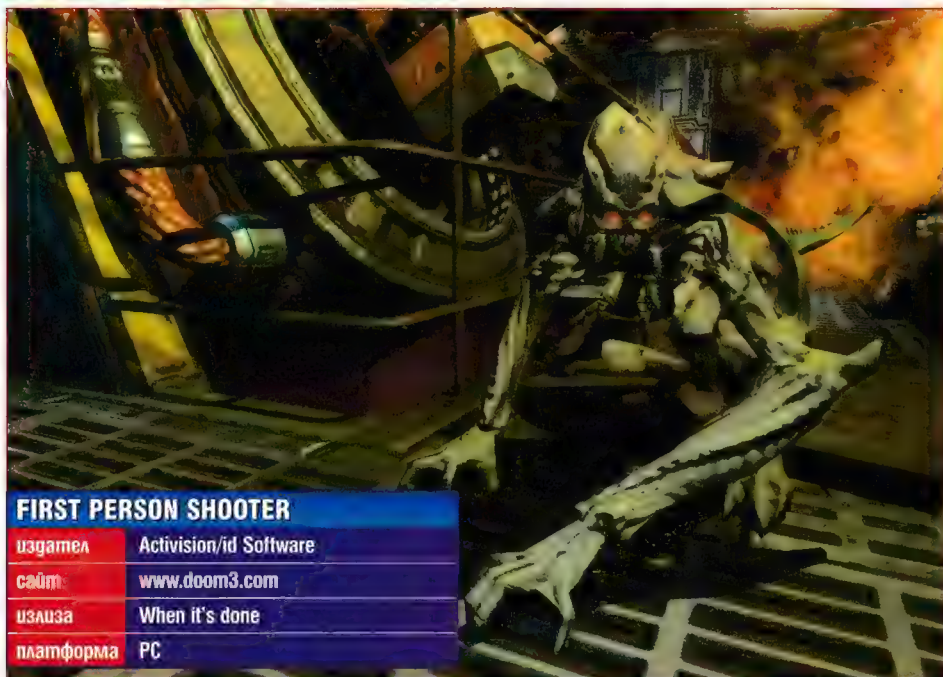 FIRST PERSON SHOOTER
издател Activision/id Software
сайт www.doom3.com
излиза When it's done
платформа PC